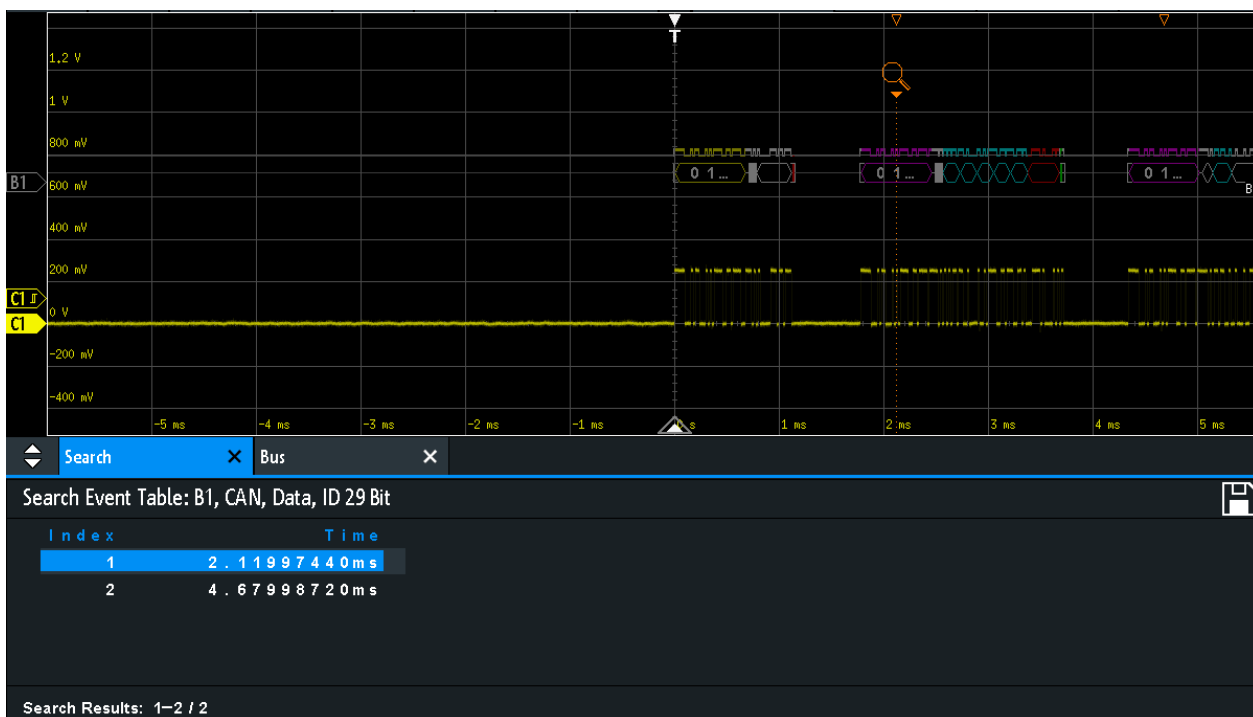 T
1.2 V
1 V
800 mV
B1
600 mV
0 1...
0 1...
0 1...
B
400 mV
200 mV
C1
0 V
C1
-200 mV
-400 mV
-5 ms -4 ms -3 ms -2 ms -1 ms 0 s 1 ms 2 ms 3 ms 4 ms 5 ms
Search Bus
Search Event Table: B1, CAN, Data, ID 29 Bit
Index Time
1 2.11997440ms
2 4.67998720ms
Search Results: 1-2 / 2